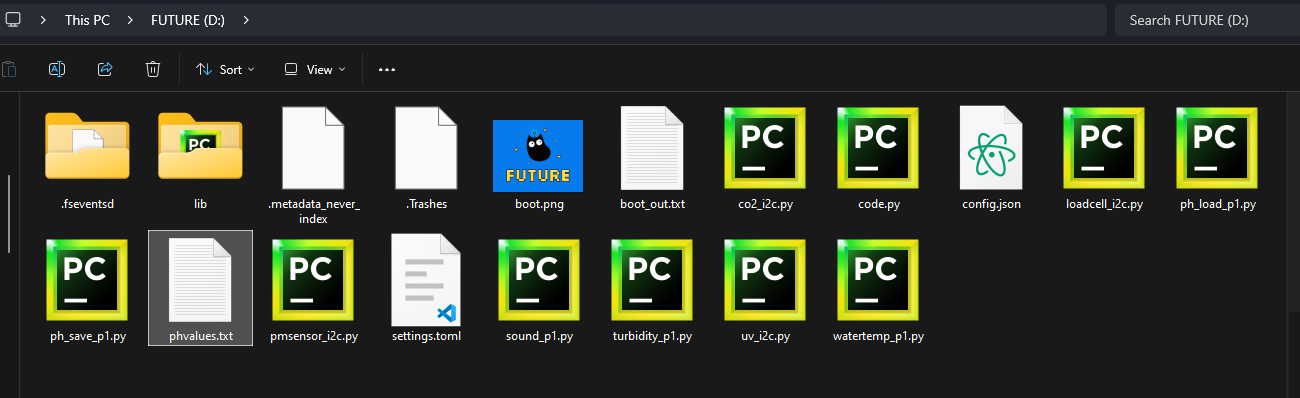 This PC
FUTURE (D:)
Search FUTURE (D:)
Sort
View
PC
PC
PC
PC
PC
FUTURE
.fseventsd
lib
.metadata_never_
index
.Trashes
boot.png
boot_out.txt
co2_i2c.py
code.py
config.json
loadcell_i2c.py
ph_load_p1.py
PC
PC
PC
PC
PC
PC
ph_save_p1.py
phvalues.txt
pmsensor_i2c.py
settings.toml
sound_p1.py
turbidity_p1.py
uv_i2c.py
watertemp_p1.py